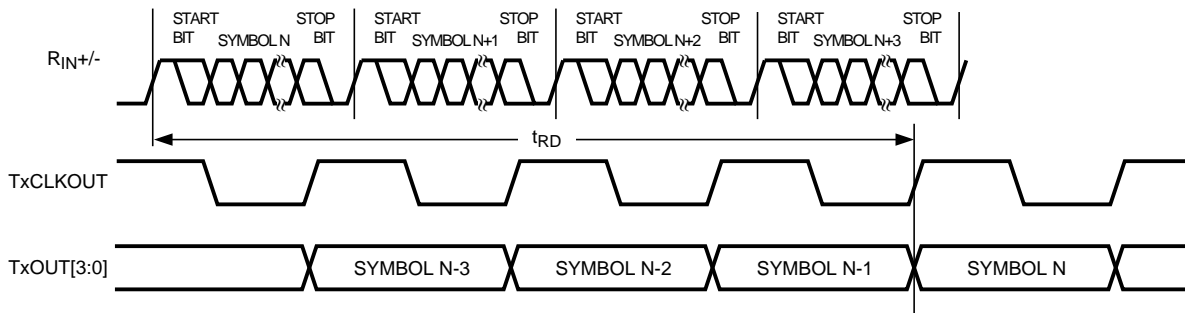 START STOP START STOP START STOP START STOP
BIT SYMBOL N BIT BIT SYMBOL N+1 BIT BIT SYMBOL N+2 BIT BIT SYMBOL N+3 BIT
RIN+/-
tRD
TxCLKOUT
TxOUT[3:0] SYMBOL N-3 SYMBOL N-2 SYMBOL N-1 SYMBOL N